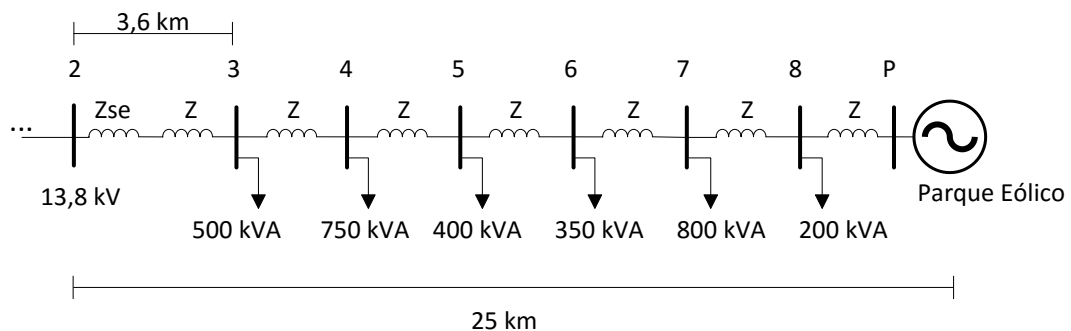 3,6 km
2 3 4 5 6 7 8 P
Zse Z Z Z Z Z Z Z
...
13,8 kV
Parque Eólico
500 kVA 750 kVA 400 kVA 350 kVA 800 kVA 200 kVA
25 km